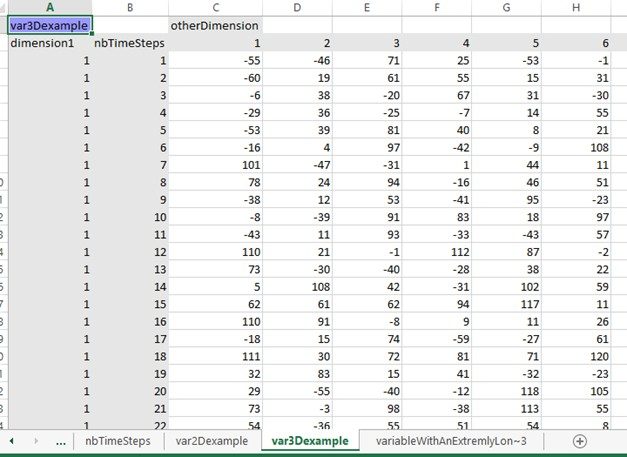 A B C D E F G H
var3Dexample otherDimension
dimension1 nbTimeSteps 1 2 3 4 5 6
1 1 -55 -46 71 25 -53 -1
1 2 -60 19 61 55 15 31
1 3 -6 38 -20 67 31 -30
1 4 -29 36 -25 -7 14 55
1 5 -53 39 81 40 8 21
1 6 -16 4 97 -42 -9 108
1 7 101 -47 -31 1 44 11
1 8 78 24 94 -16 46 51
1 9 -38 12 53 -41 95 -23
1 10 -8 -39 91 83 18 97
1 11 -43 11 93 -33 -43 57
1 12 110 21 -1 112 87 -2
1 13 73 -30 -40 -28 38 22
1 14 5 108 42 -31 102 59
1 15 62 61 62 94 117 11
1 16 110 91 -8 9 11 26
1 17 -18 15 74 -59 -27 61
1 18 111 30 72 81 71 120
1 19 32 83 15 41 -32 -23
1 20 29 -55 -40 -12 118 105
1 21 73 -3 98 -38 113 55
1 22 54 -36 55 51 54 8
... nbTimeSteps var2Dexample var3Dexample variableWithAnExtremlyLon~3